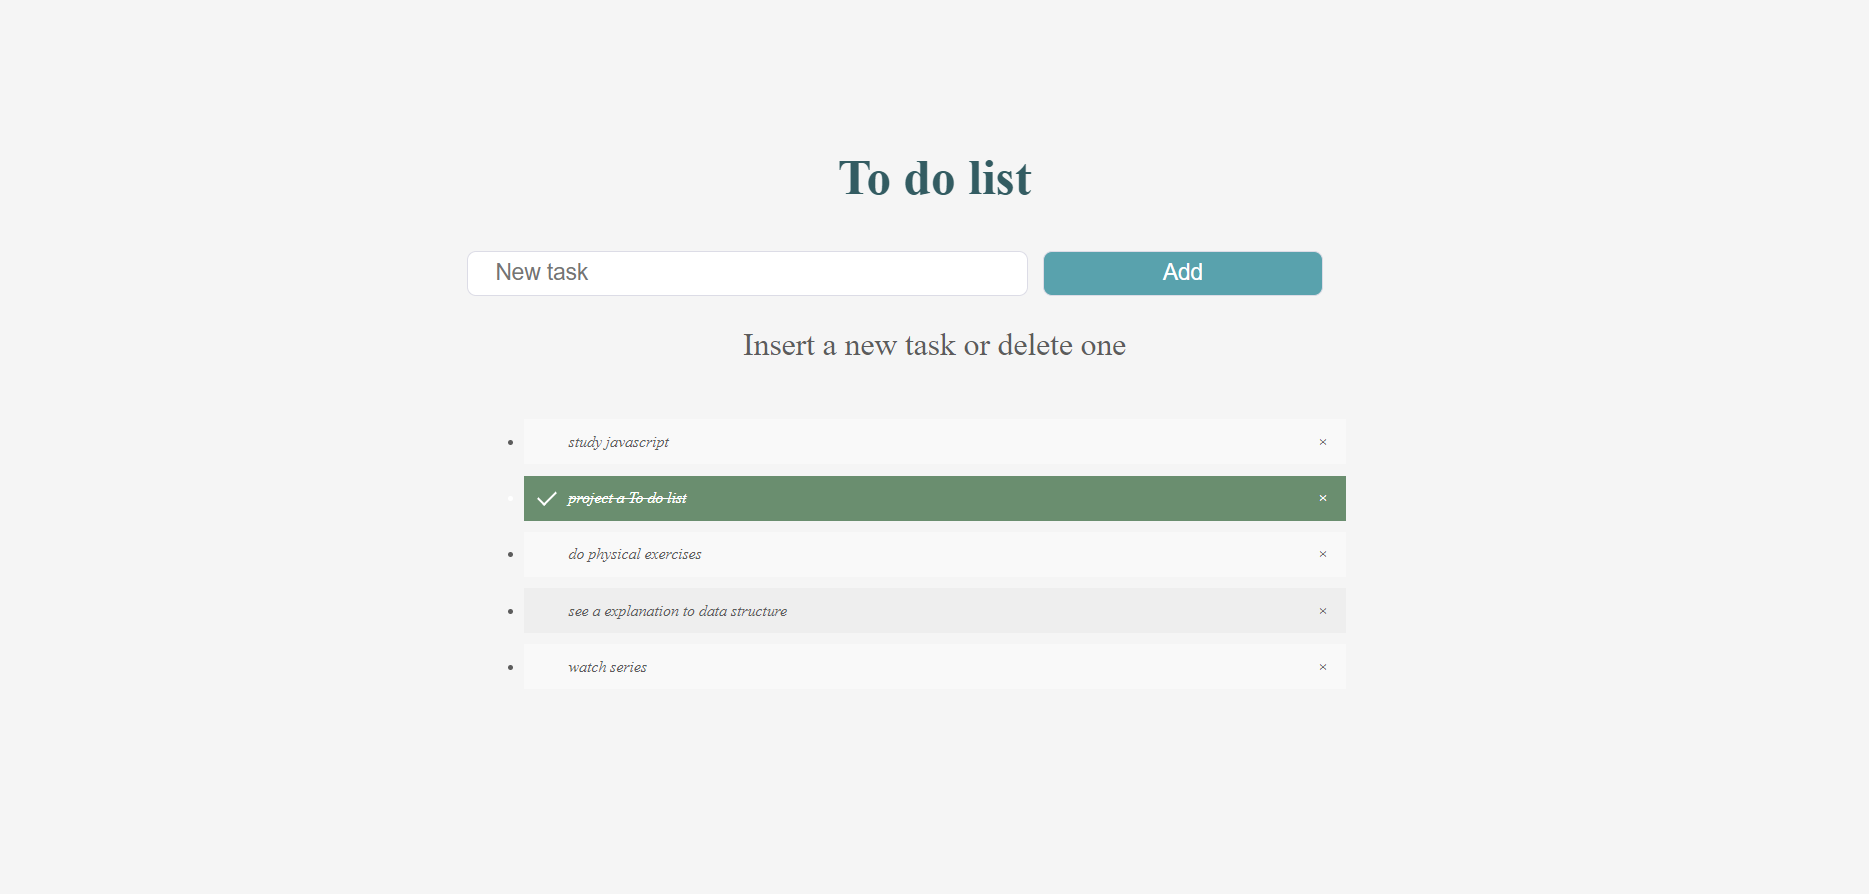 To do list
New task
Add
Insert a new task or delete one
study javascript ×
project a To do list ×
do physical exercises ×
see a explanation to data structure ×
watch series ×